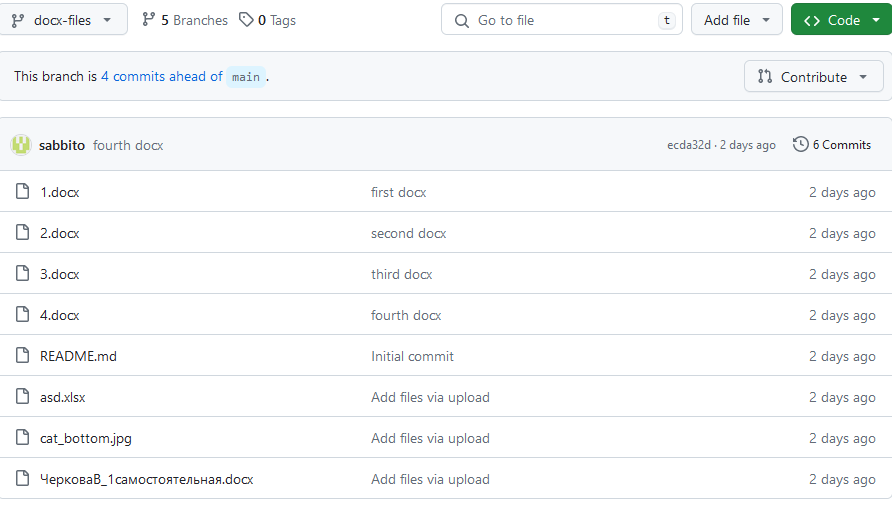 docx-files 5 Branches 0 Tags Go to file t Add file Code
This branch is 4 commits ahead of main .
Contribute
sabbito fourth docx ecda32d · 2 days ago 6 Commits
1.docx first docx 2 days ago
2.docx second docx 2 days ago
3.docx third docx 2 days ago
4.docx fourth docx 2 days ago
README.md Initial commit 2 days ago
asd.xlsx Add files via upload 2 days ago
cat_bottom.jpg Add files via upload 2 days ago
ЧерковаВ_1самостоятельная.docx Add files via upload 2 days ago